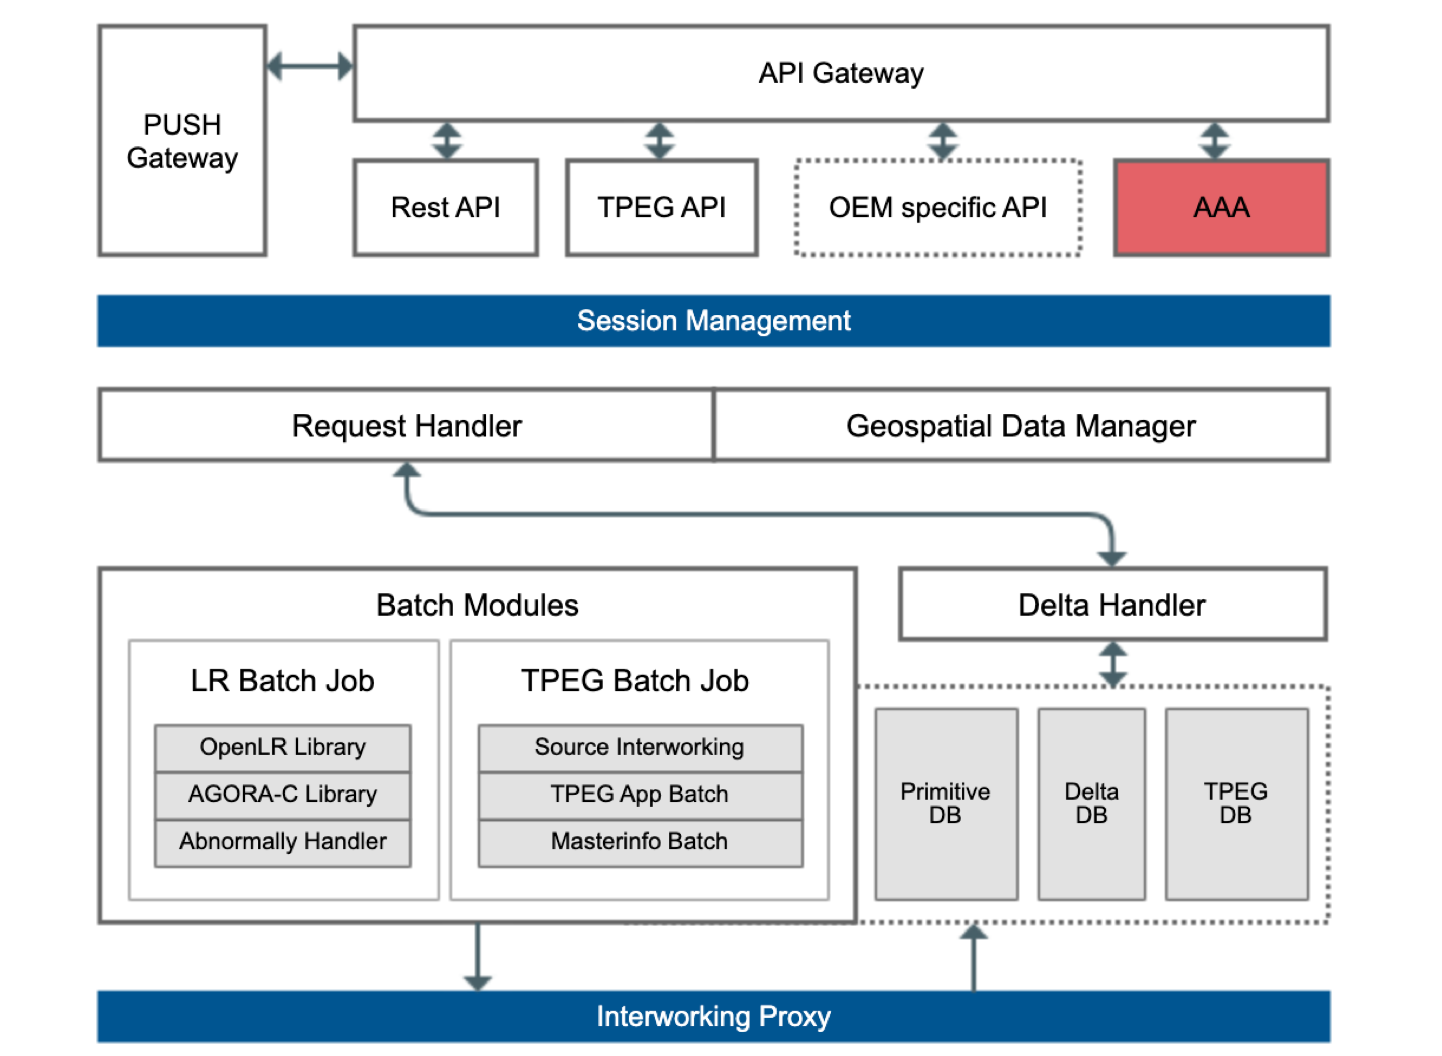 PUSH
Gateway
API Gateway
Rest API
TPEG API
OEM specific API
AAA
Session Management
Request Handler
Geospatial Data Manager
Batch Modules
LR Batch Job
OpenLR Library
AGORA-C Library
Abnormally Handler
TPEG Batch Job
Source Interworking
TPEG App Batch
Masterinfo Batch
Delta Handler
Primitive
DB
Delta
DB
TPEG
DB
Interworking Proxy